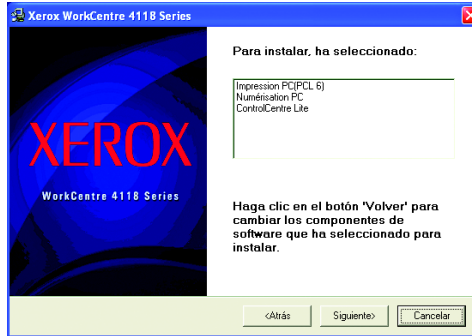 Xerox WorkCentre 4118 Series
Para instalar, ha seleccionado:
Impression PC(PCL 6)
Numérisation PC
ControlCentre Lite
XEROX
WorkCentre 4118 Series
Haga clic en el botón 'Volver' para
cambiar los componentes de
software que ha seleccionado para
instalar.
<Atrás
Siguiente>
Cancelar